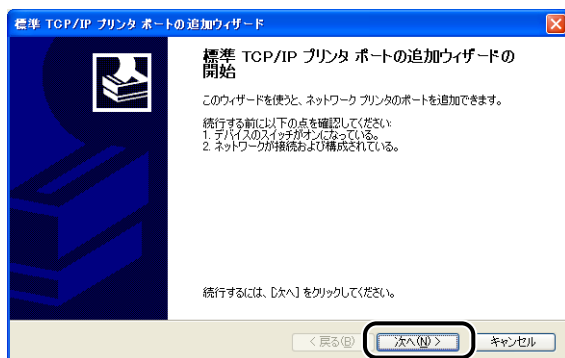 標準 TCP/IP プリンタ ポートの追加ウィザード
標準 TCP/IP プリンタ ポートの追加ウィザードの
開始
このウィザードを使うと、ネットワーク プリンタのポートを追加できます。
続行する前に以下の点を確認してください:
1. デバイスのスイッチがオンになっている。
2. ネットワークが接続および構成されている。
続行するには、[次へ] をクリックしてください。
< 戻る(B)
次へ(N) >
キャンセル